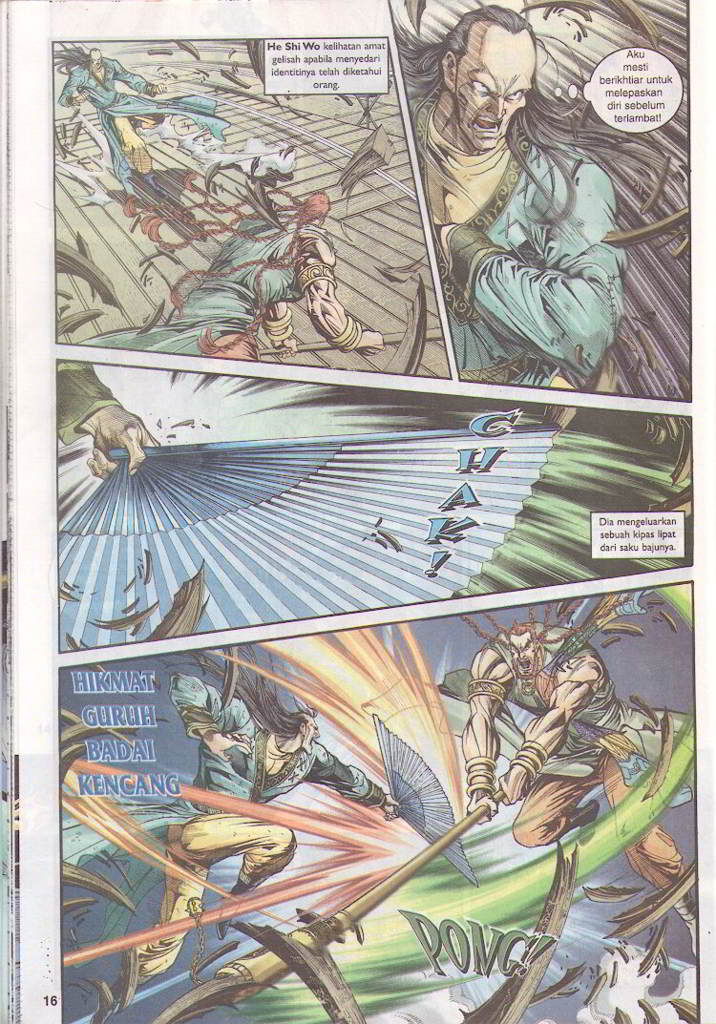 He Shi Wo kelihatan amat
gelisah apabila menyedari
identitinya telah diketahui
orang.
Aku
mesti
berikhtiar untuk
melepaskan
diri sebelum
terlambat!
CHAK!
Dia mengeluarkan
sebuah kipas lipat
dari saku bajunya.
HIKMAT
GURUH
BADAI
KENCANG
PONG!!
16